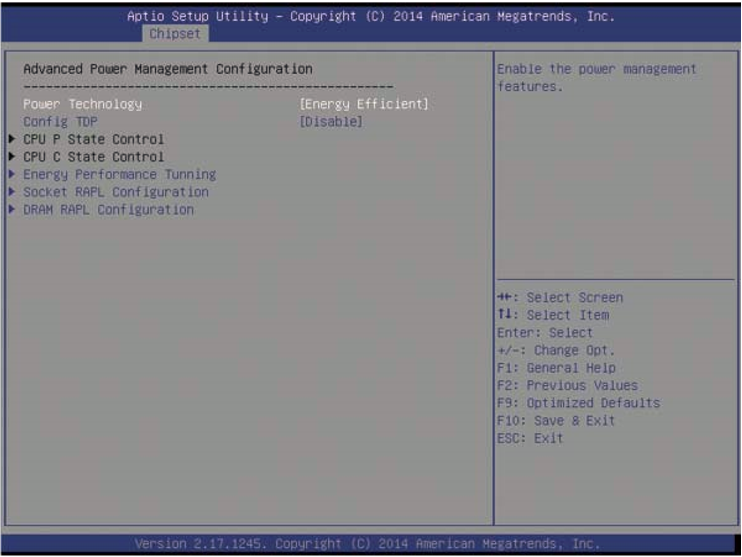 Aptio Setup Utility – Copyright (C) 2014 American Megatrends, Inc.
Chipset
Advanced Power Management Configuration
--------------------------------------------------
Power Technology [Energy Efficient]
Config TDP [Disable]
▶ CPU P State Control
▶ CPU C State Control
▶ Energy Performance Tunning
▶ Socket RAPL Configuration
▶ DRAM RAPL Configuration
Enable the power management
features.
→←: Select Screen
↑↓: Select Item
Enter: Select
+/-: Change Opt.
F1: General Help
F2: Previous Values
F9: Optimized Defaults
F10: Save & Exit
ESC: Exit
Version 2.17.1245. Copyright (C) 2014 American Megatrends, Inc.